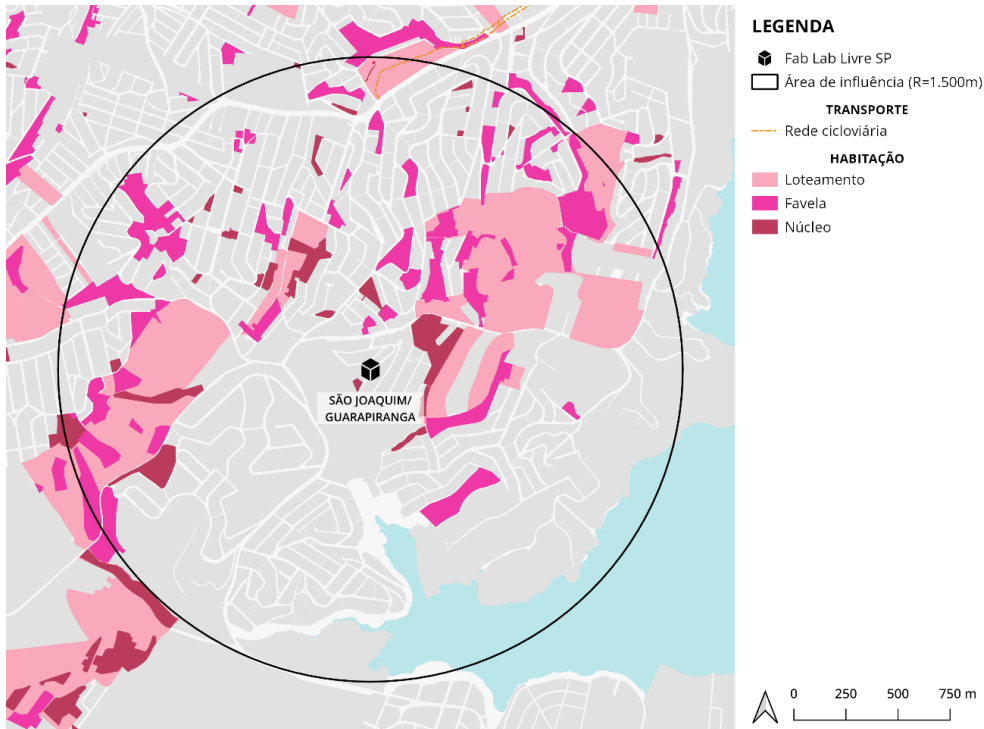 LEGENDA
Fab Lab Livre SP
Área de influência (R=1.500m)
TRANSPORTE
Rede cicloviária
HABITAÇÃO
Loteamento
Favela
Núcleo
SÃO JOAQUIM/
GUARAPIRANGA
0 250 500 750 m